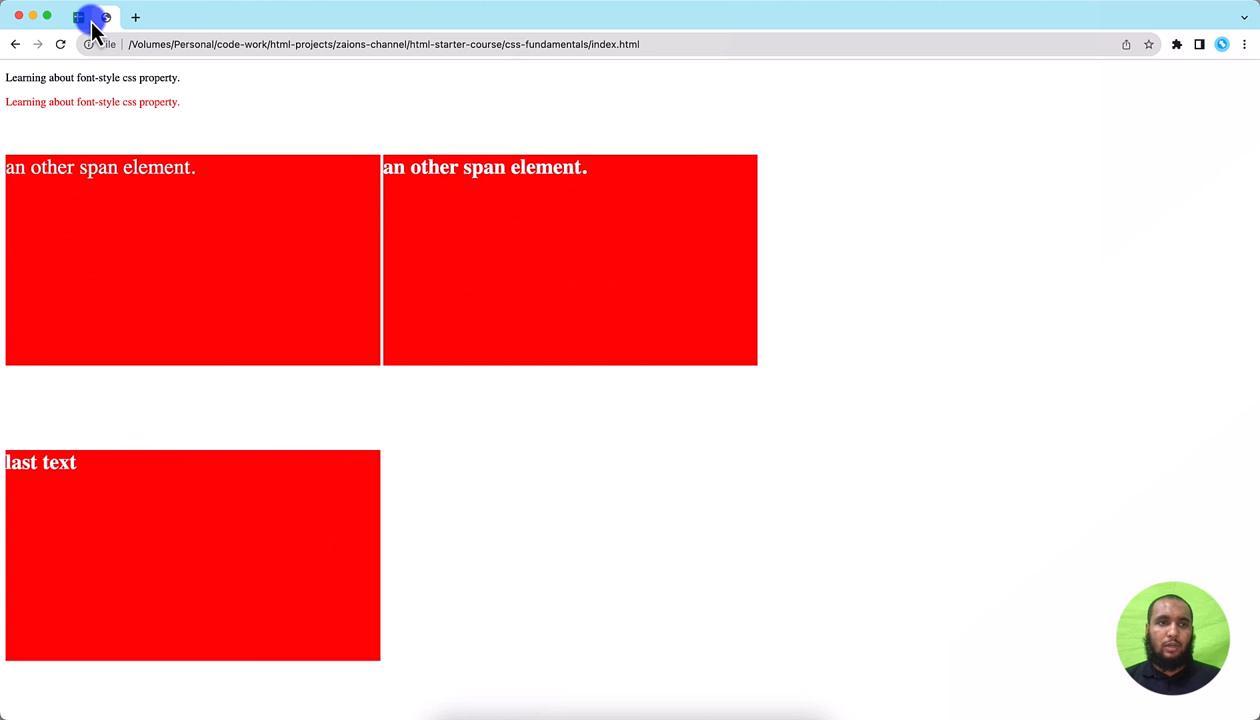 File
/Volumes/Personal/code-work/html-projects/zaions-channel/html-starter-course/css-fundamentals/index.html
Learning about font-style css property.
Learning about font-style css property.
an other span element.
an other span element.
last text